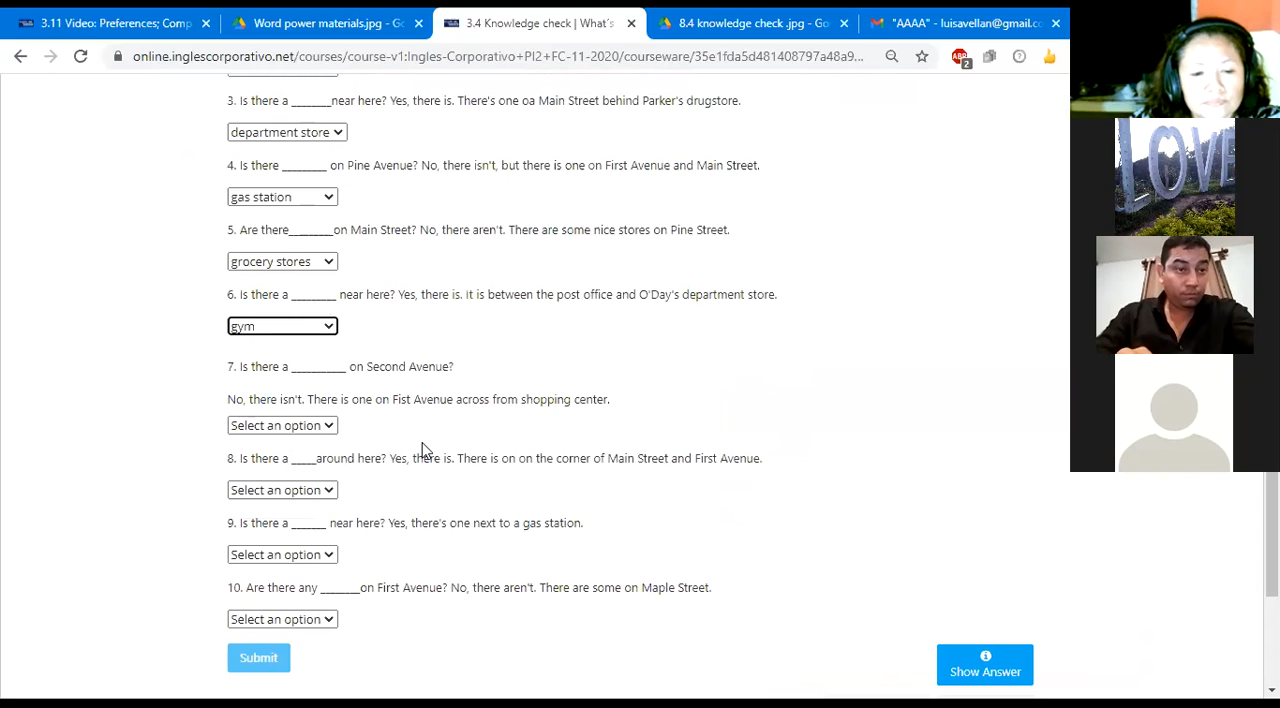 3.11 Video: Preferences; Comp
Word power materials.jpg - Go
3.4 Knowledge check | What's
8.4 knowledge check .jpg - Go
"AAAA" - luisavellan@gmail.co
online.inglescorporativo.net/courses/course-v1:Ingles-Corporativo+PI2+FC-11-2020/courseware/35e1fda5d481408797a48a9...
ABP
2
3. Is there a ________near here? Yes, there is. There's one oa Main Street behind Parker's drugstore.
department store
4. Is there _________ on Pine Avenue? No, there isn't, but there is one on First Avenue and Main Street.
gas station
5. Are there_________on Main Street? No, there aren't. There are some nice stores on Pine Street.
grocery stores
6. Is there a _________ near here? Yes, there is. It is between the post office and O'Day's department store.
gym
7. Is there a ___________ on Second Avenue?
No, there isn't. There is one on Fist Avenue across from shopping center.
Select an option
8. Is there a _____around here? Yes, there is. There is on on the corner of Main Street and First Avenue.
Select an option
9. Is there a _______ near here? Yes, there's one next to a gas station.
Select an option
10. Are there any ________on First Avenue? No, there aren't. There are some on Maple Street.
Select an option
Submit
Show Answer
LOVE